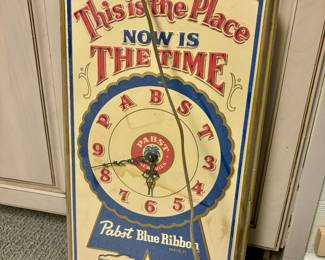 This is the Place
NOW IS
THE TIME
PABST
PABST
9
3
8
4
7 6 5
Pabst Blue Ribbon